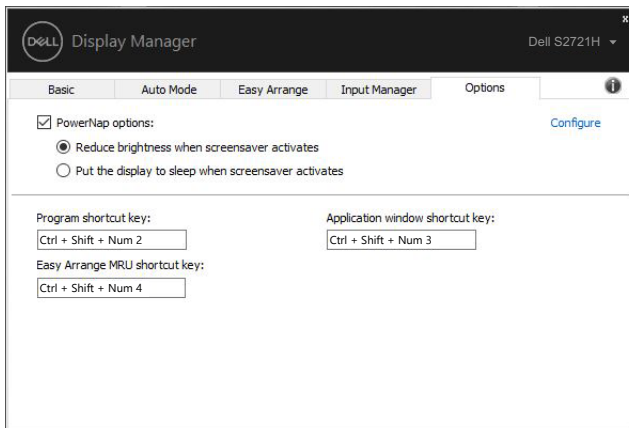 x
DELL Display Manager
Dell S2721H
Basic Auto Mode Easy Arrange Input Manager Options
PowerNap options: Configure
Reduce brightness when screensaver activates
Put the display to sleep when screensaver activates
Program shortcut key: Application window shortcut key:
Ctrl + Shift + Num 2 Ctrl + Shift + Num 3
Easy Arrange MRU shortcut key:
Ctrl + Shift + Num 4